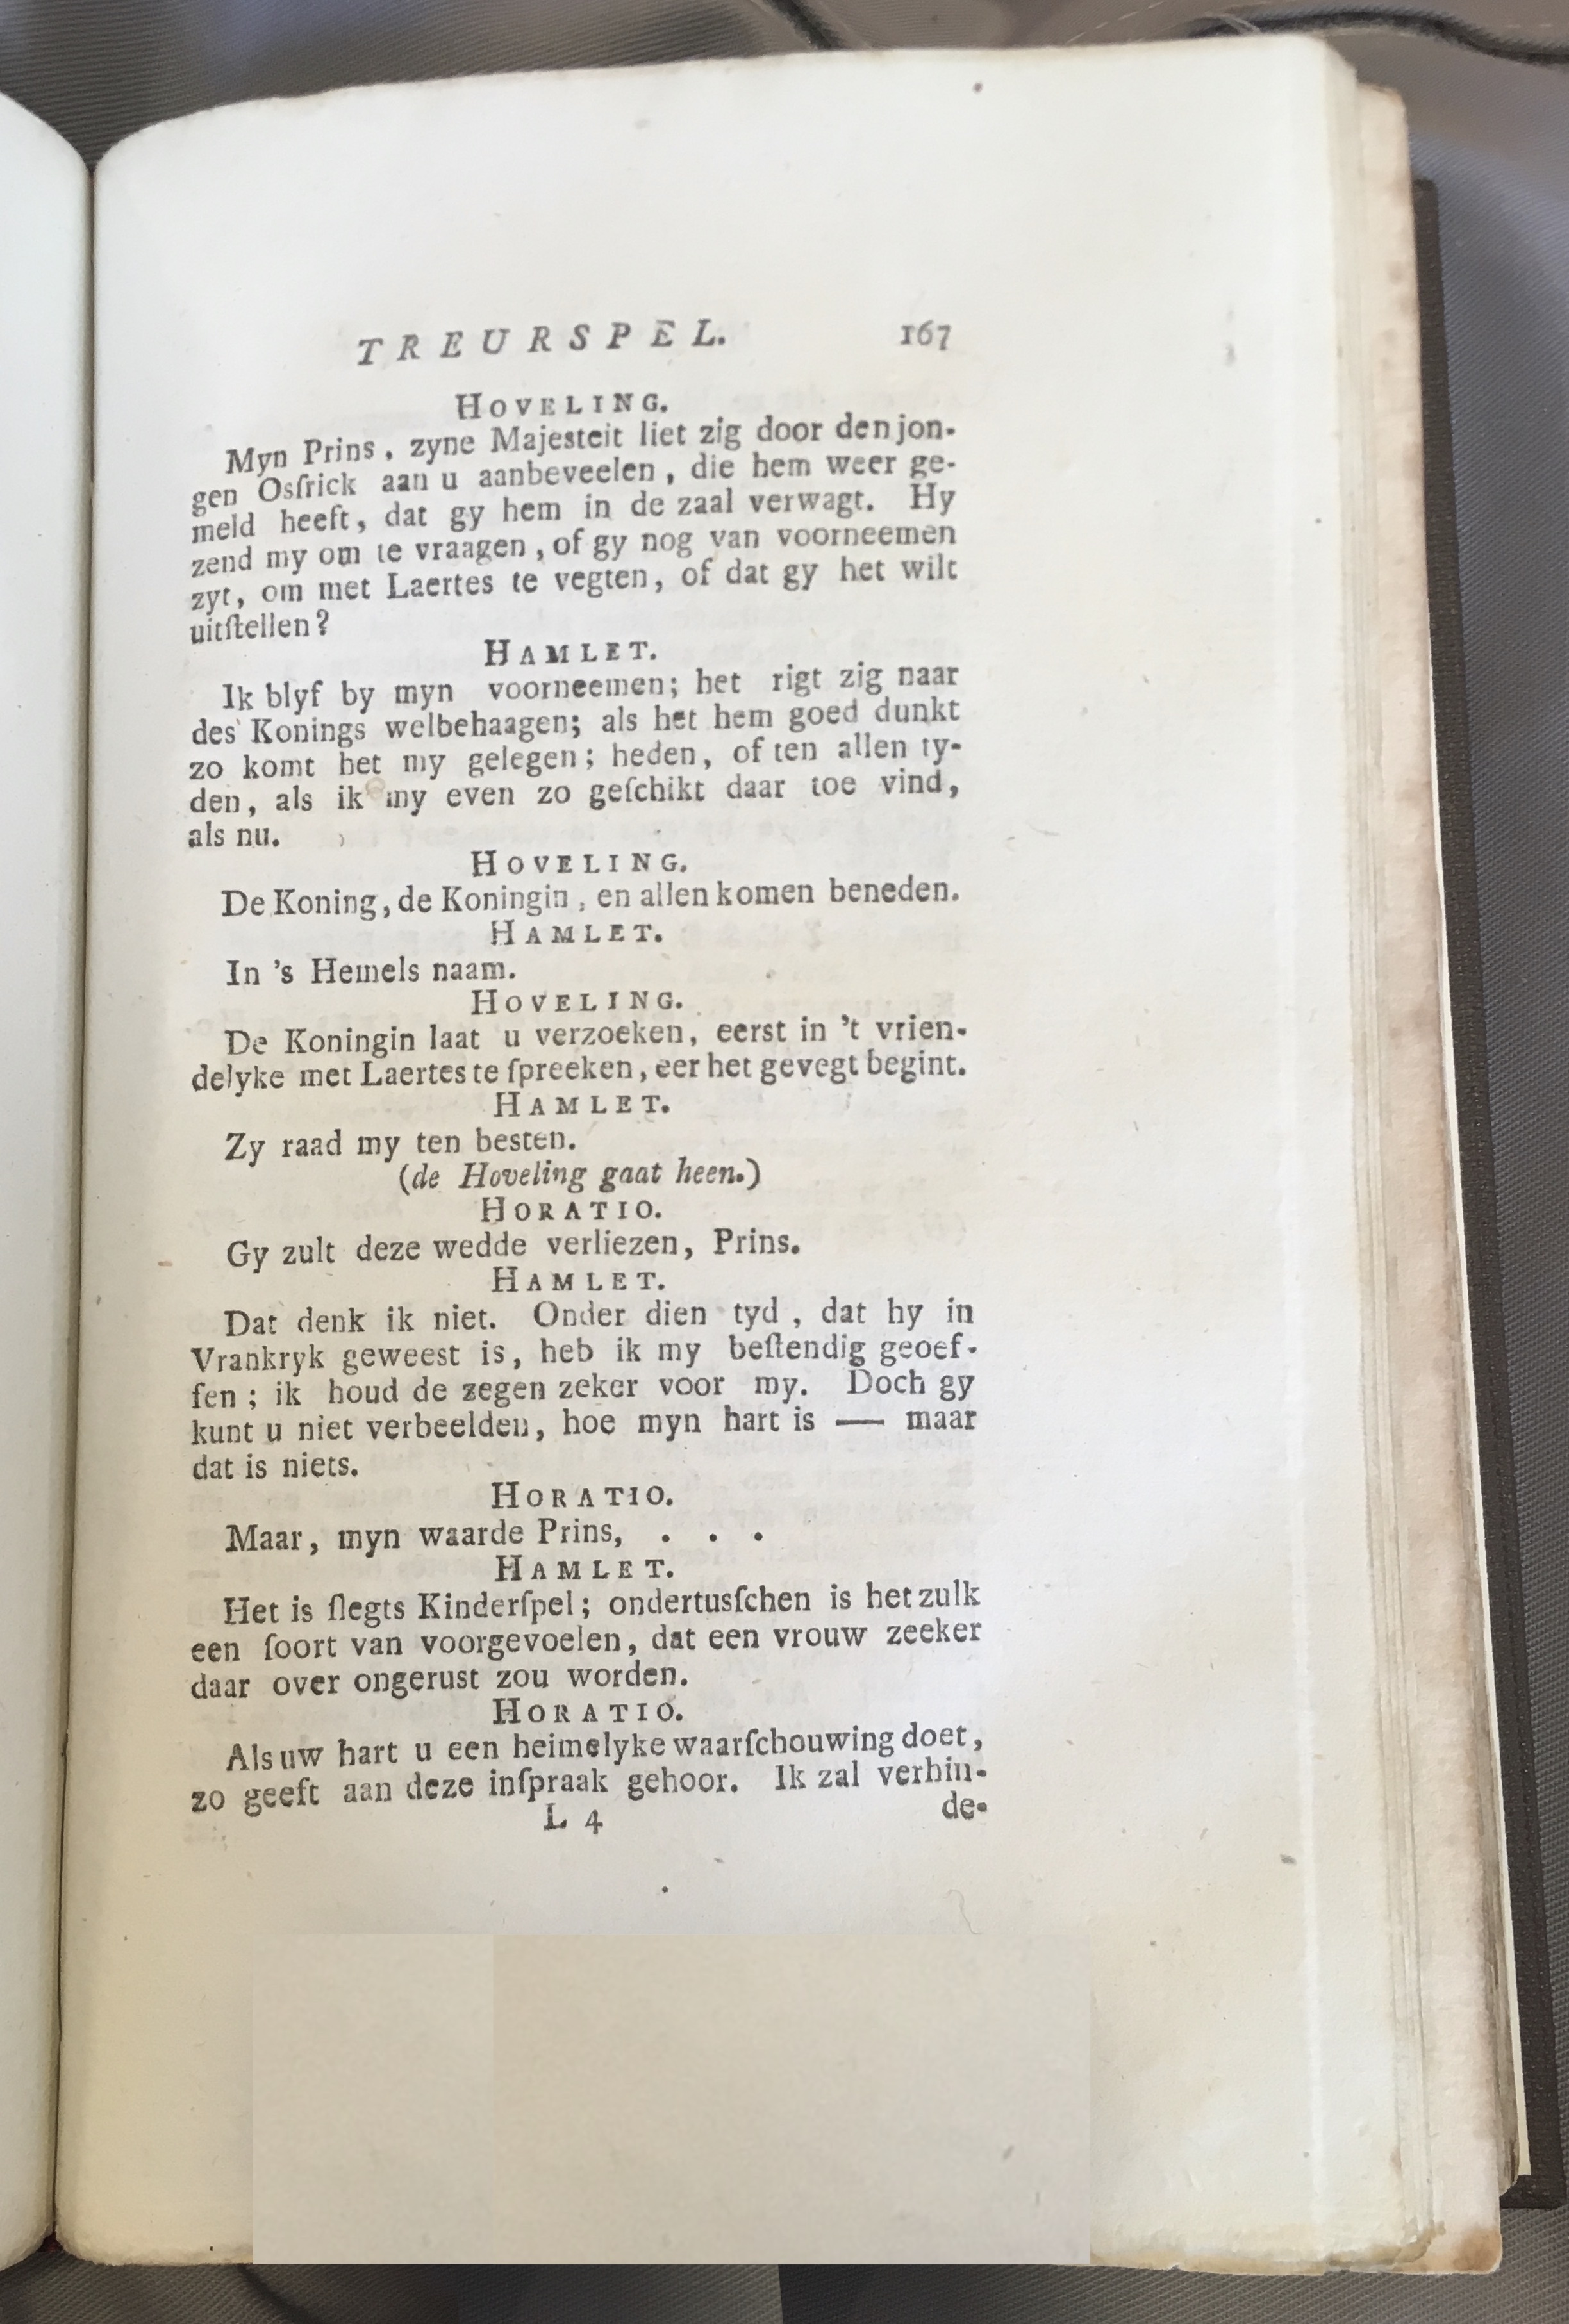 TREURSPEL. 167
HOVELING.
Myn Prins, zyne Majesteit liet zig door den jon-
gen Osſrick aan u aanbeveelen, die hem weer ge-
meld heeft, dat gy hem in de zaal verwagt. Hy
zend my om te vraagen, of gy nog van voorneemen
zyt, om met Laertes te vegten, of dat gy het wilt
uitſtellen?
HAMLET.
Ik blyf by myn voorneemen; het rigt zig naar
des Konings welbehaagen; als het hem goed dunkt
zo komt het my gelegen; heden, of ten allen ty-
den, als ik my even zo geſchikt daar toe vind,
als nu.
HOVELING.
De Koning, de Koningin, en allen komen beneden.
HAMLET.
In 's Hemels naam.
HOVELING.
De Koningin laat u verzoeken, eerst in 't vrien-
delyke met Laertes te ſpreeken, eer het gevegt begint.
HAMLET.
Zy raad my ten besten.
(de Hoveling gaat heen.)
HORATIO.
Gy zult deze wedde verliezen, Prins.
HAMLET.
Dat denk ik niet. Onder dien tyd, dat hy in
Vrankryk geweest is, heb ik my beſtendig geoef-
fen; ik houd de zegen zeker voor my. Doch gy
kunt u niet verbeelden, hoe myn hart is — maar
dat is niets.
HORATIO.
Maar, myn waarde Prins, . . .
HAMLET.
Het is ſlegts Kinderſpel; ondertusſchen is het zulk
een ſoort van voorgevoelen, dat een vrouw zeeker
daar over ongerust zou worden.
HORATIO.
Als uw hart u een heimelyke waarſchouwing doet,
zo geeft aan deze inſpraak gehoor. Ik zal verhin-
L 4 de-